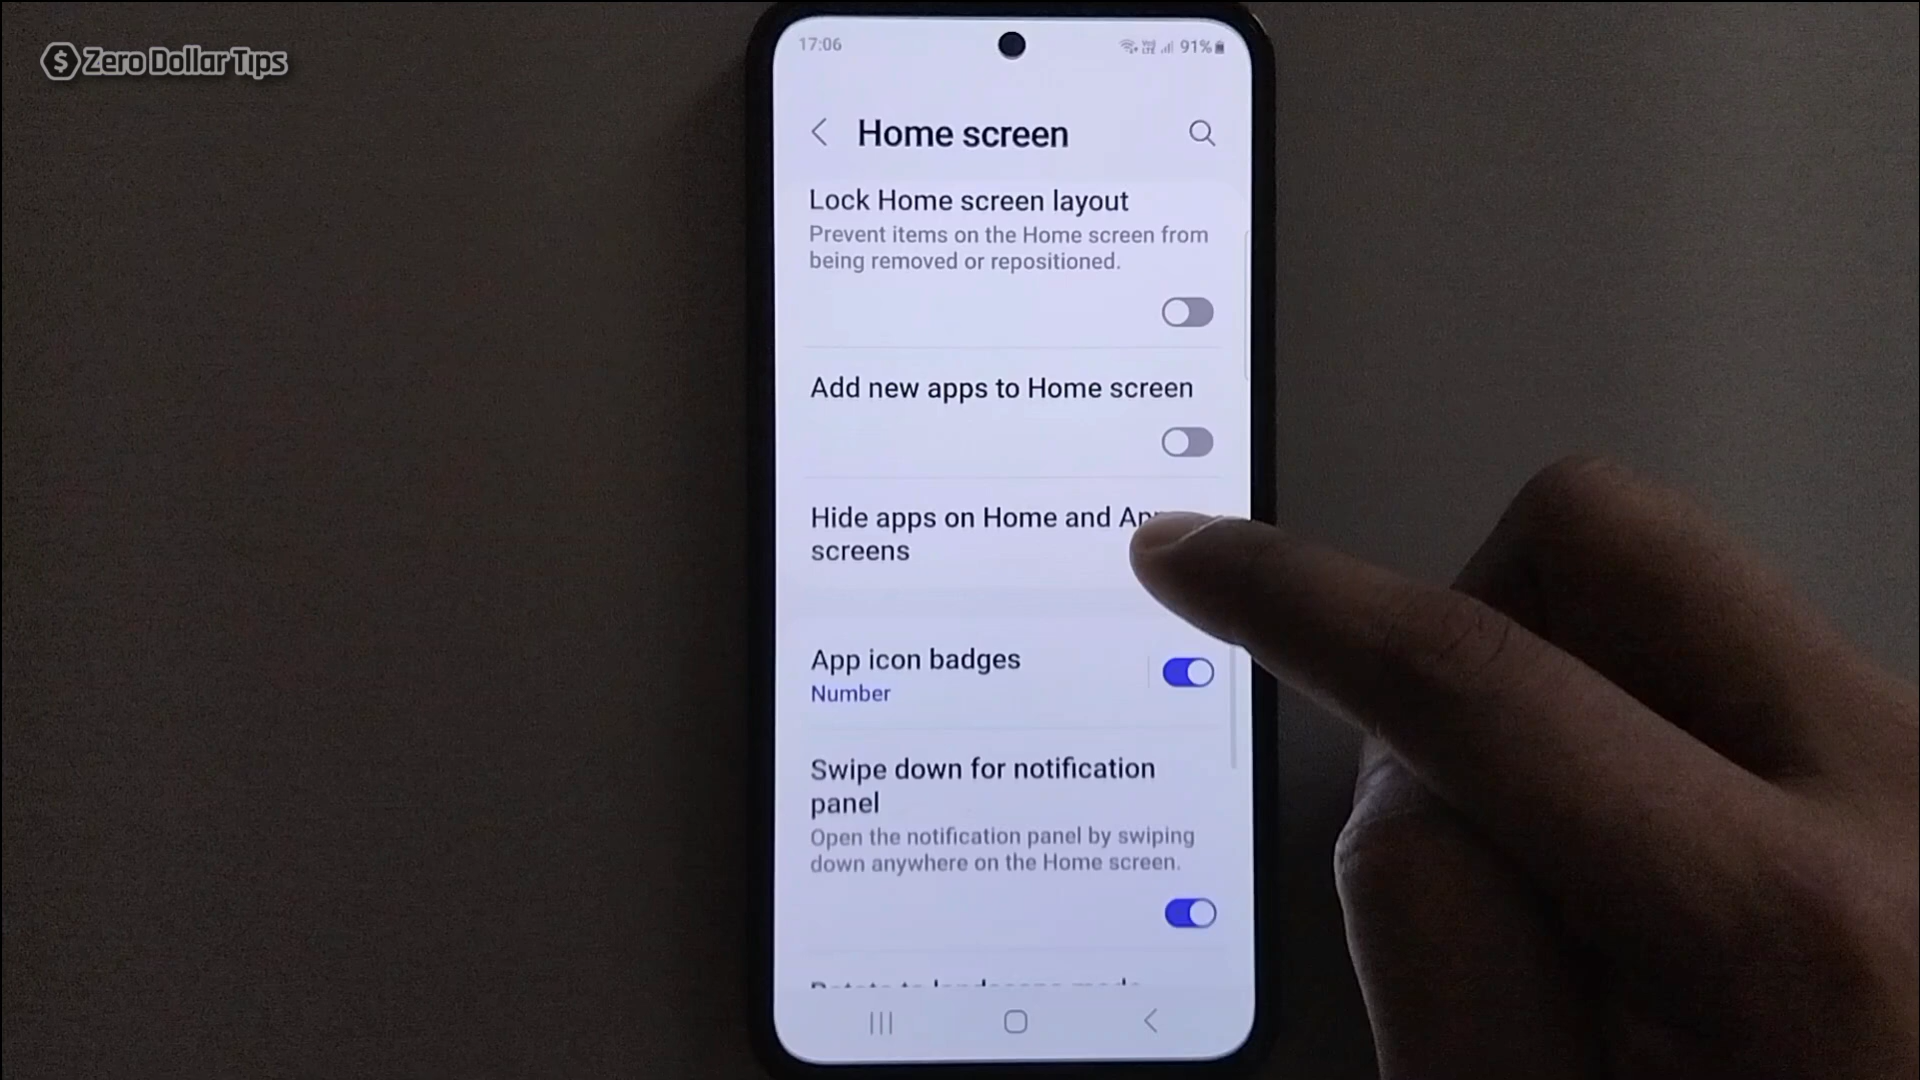 Zero Dollar Tips
17:06
91%
Home screen
Lock Home screen layout
Prevent items on the Home screen from
being removed or repositioned.
Add new apps to Home screen
Hide apps on Home and
screens
App icon badges
Number
Swipe down for notification
panel
Open the notification panel by swiping
down anywhere on the Home screen.